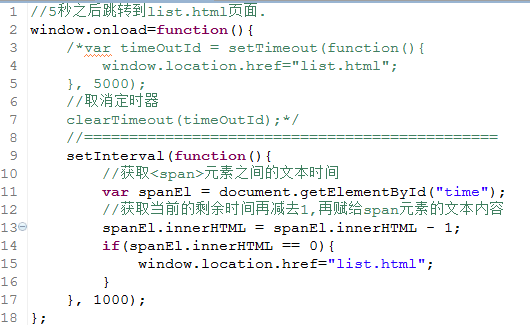 1 //5秒之后跳转到list.html页面.
2 window.onload=function(){
3     /*var timeOutId = setTimeout(function(){
4         window.location.href="list.html";
5     }, 5000);
6     //取消定时器
7     clearTimeout(timeOutId);*/
8     //==============================================
9     setInterval(function(){
10         //获取<span>元素之间的文本时间
11         var spanEl = document.getElementById("time");
12         //获取当前的剩余时间再减去1,再赋给span元素的文本内容
13         spanEl.innerHTML = spanEl.innerHTML - 1;
14         if(spanEl.innerHTML == 0){
15             window.location.href="list.html";
16         }
17     }, 1000);
18 };